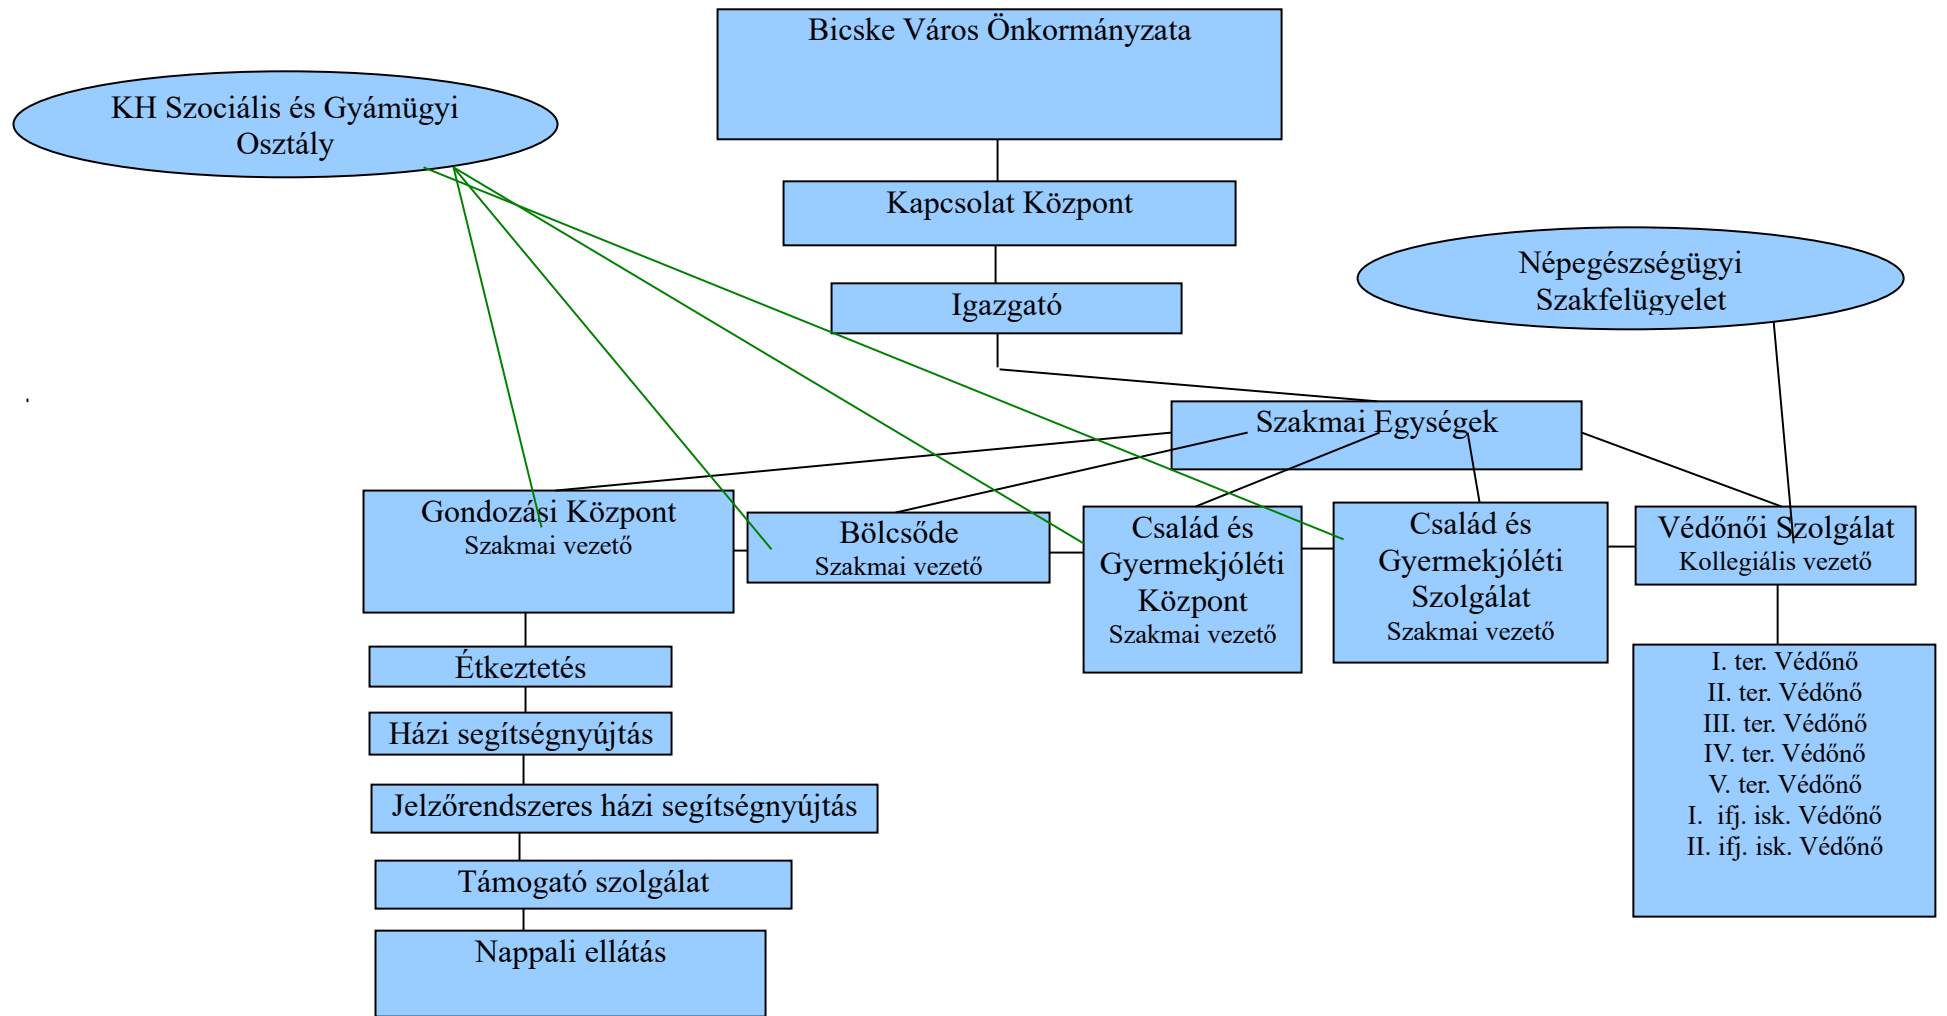 Bicske Város Önkormányzata
KH Szociális és Gyámügyi
Osztály
Kapcsolat Központ
Népegészségügyi
Szakfelügyelet
Igazgató
Szakmai Egységek
Gondozási Központ
Szakmai vezető
Bölcsőde
Szakmai vezető
Család és
Gyermekjóléti
Központ
Szakmai vezető
Család és
Gyermekjóléti
Szolgálat
Szakmai vezető
Védőnői Szolgálat
Kollegiális vezető
Étkeztetés
Házi segítségnyújtás
Jelzőrendszeres házi segítségnyújtás
Támogató szolgálat
Nappali ellátás
I. ter. Védőnő
II. ter. Védőnő
III. ter. Védőnő
IV. ter. Védőnő
V. ter. Védőnő
I.  ifj. isk. Védőnő
II. ifj. isk. Védőnő